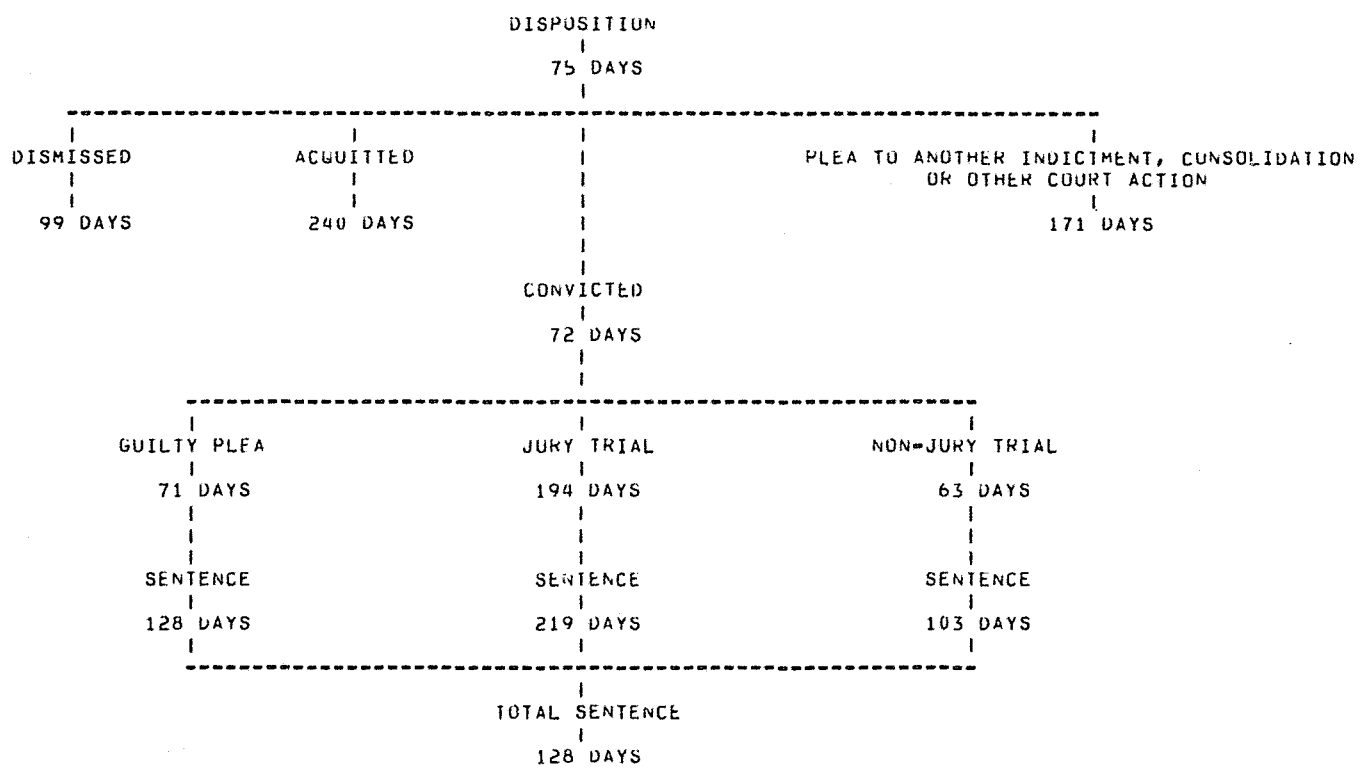 DISPOSITION
75 DAYS
DISMISSED ACQUITTED PLEA TO ANOTHER INDICTMENT, CONSOLIDATION
OR OTHER COURT ACTION
99 DAYS 240 DAYS 171 DAYS
CONVICTED
72 DAYS
GUILTY PLEA JURY TRIAL NON-JURY TRIAL
71 DAYS 194 DAYS 63 DAYS
SENTENCE SENTENCE SENTENCE
128 DAYS 219 DAYS 103 DAYS
TOTAL SENTENCE
128 DAYS